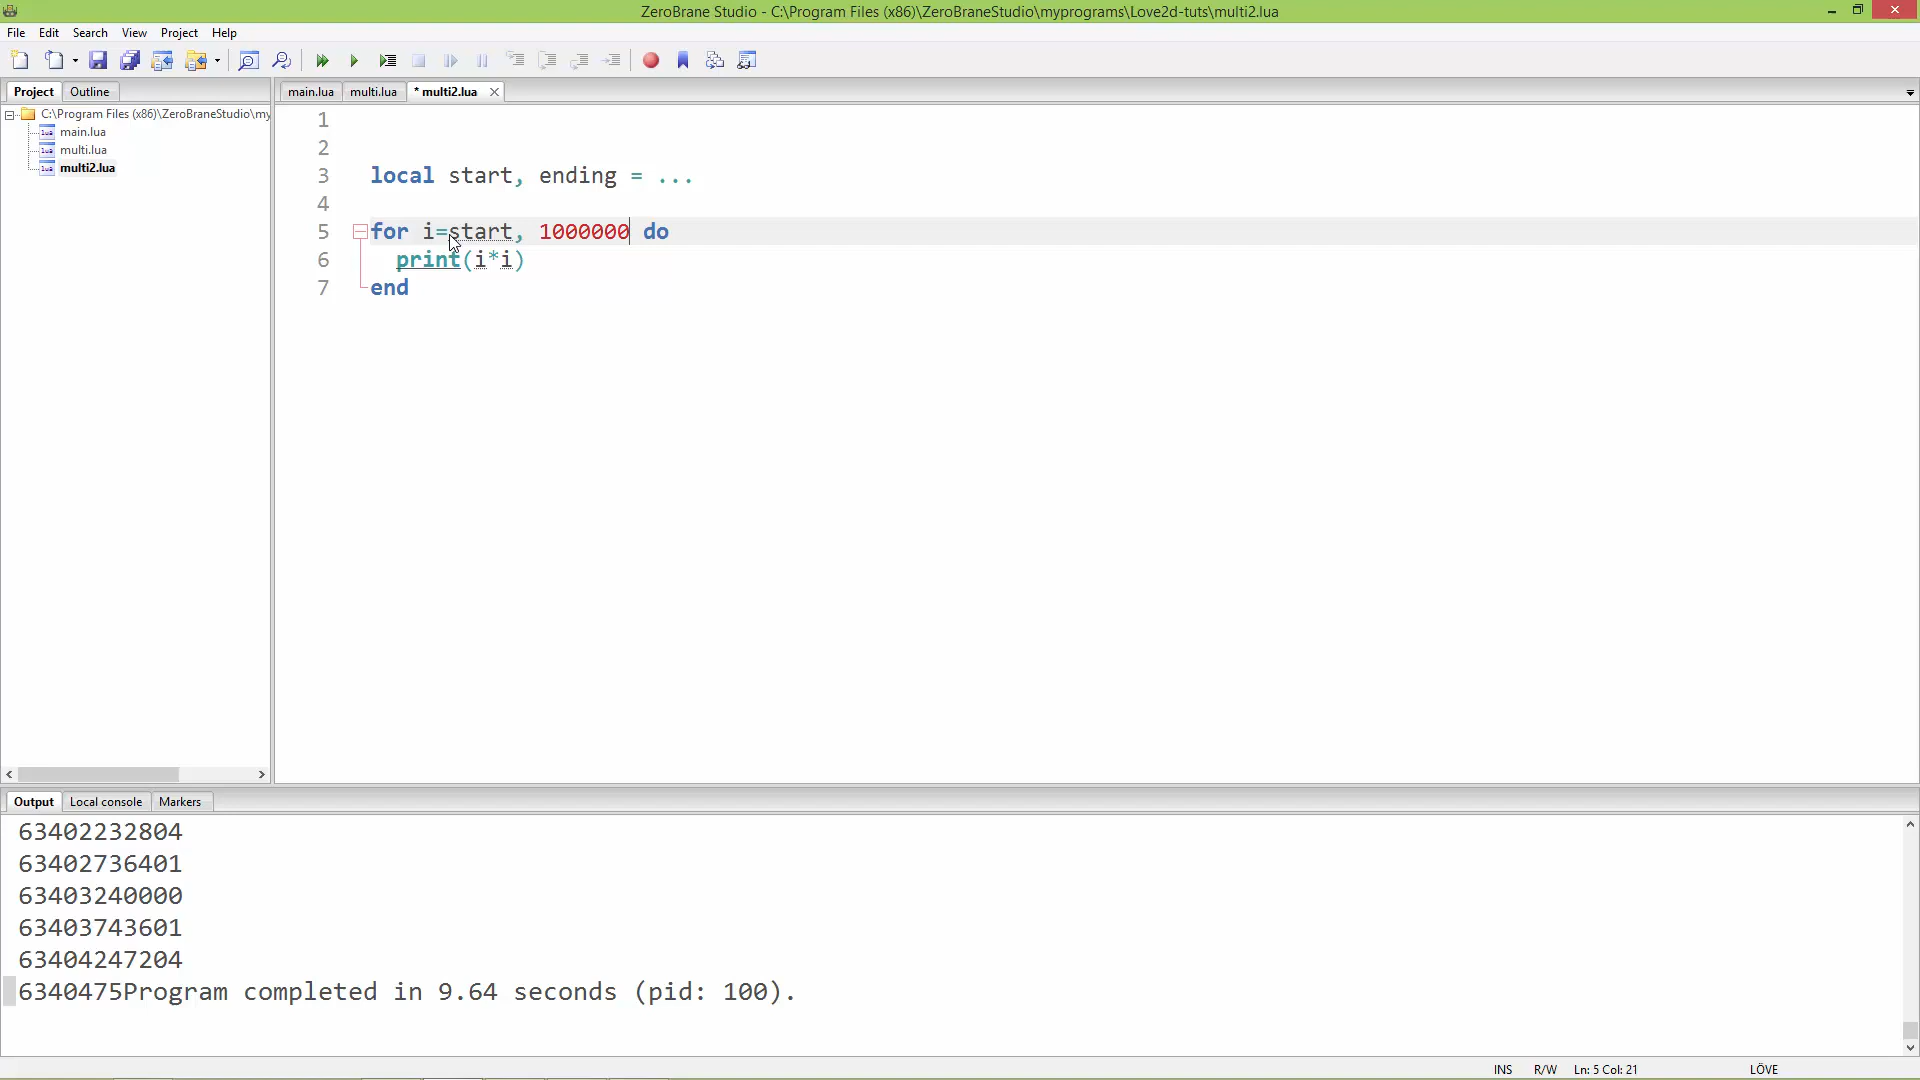 ZeroBrane Studio - C:\Program Files (x86)\ZeroBraneStudio\myprograms\Love2d-tuts\multi2.lua
File Edit Search View Project Help
Project Outline
main.lua multi.lua * multi2.lua
C:\Program Files (x86)\ZeroBraneStudio\my
main.lua
multi.lua
multi2.lua
1
2
3 local start, ending = ...
4
5 for i=start, 1000000 do
6 print(i*i)
7 end
Output Local console Markers
63402232804
63402736401
63403240000
63403743601
63404247204
6340475Program completed in 9.64 seconds (pid: 100).
INS R/W Ln: 5 Col: 21 LÖVE